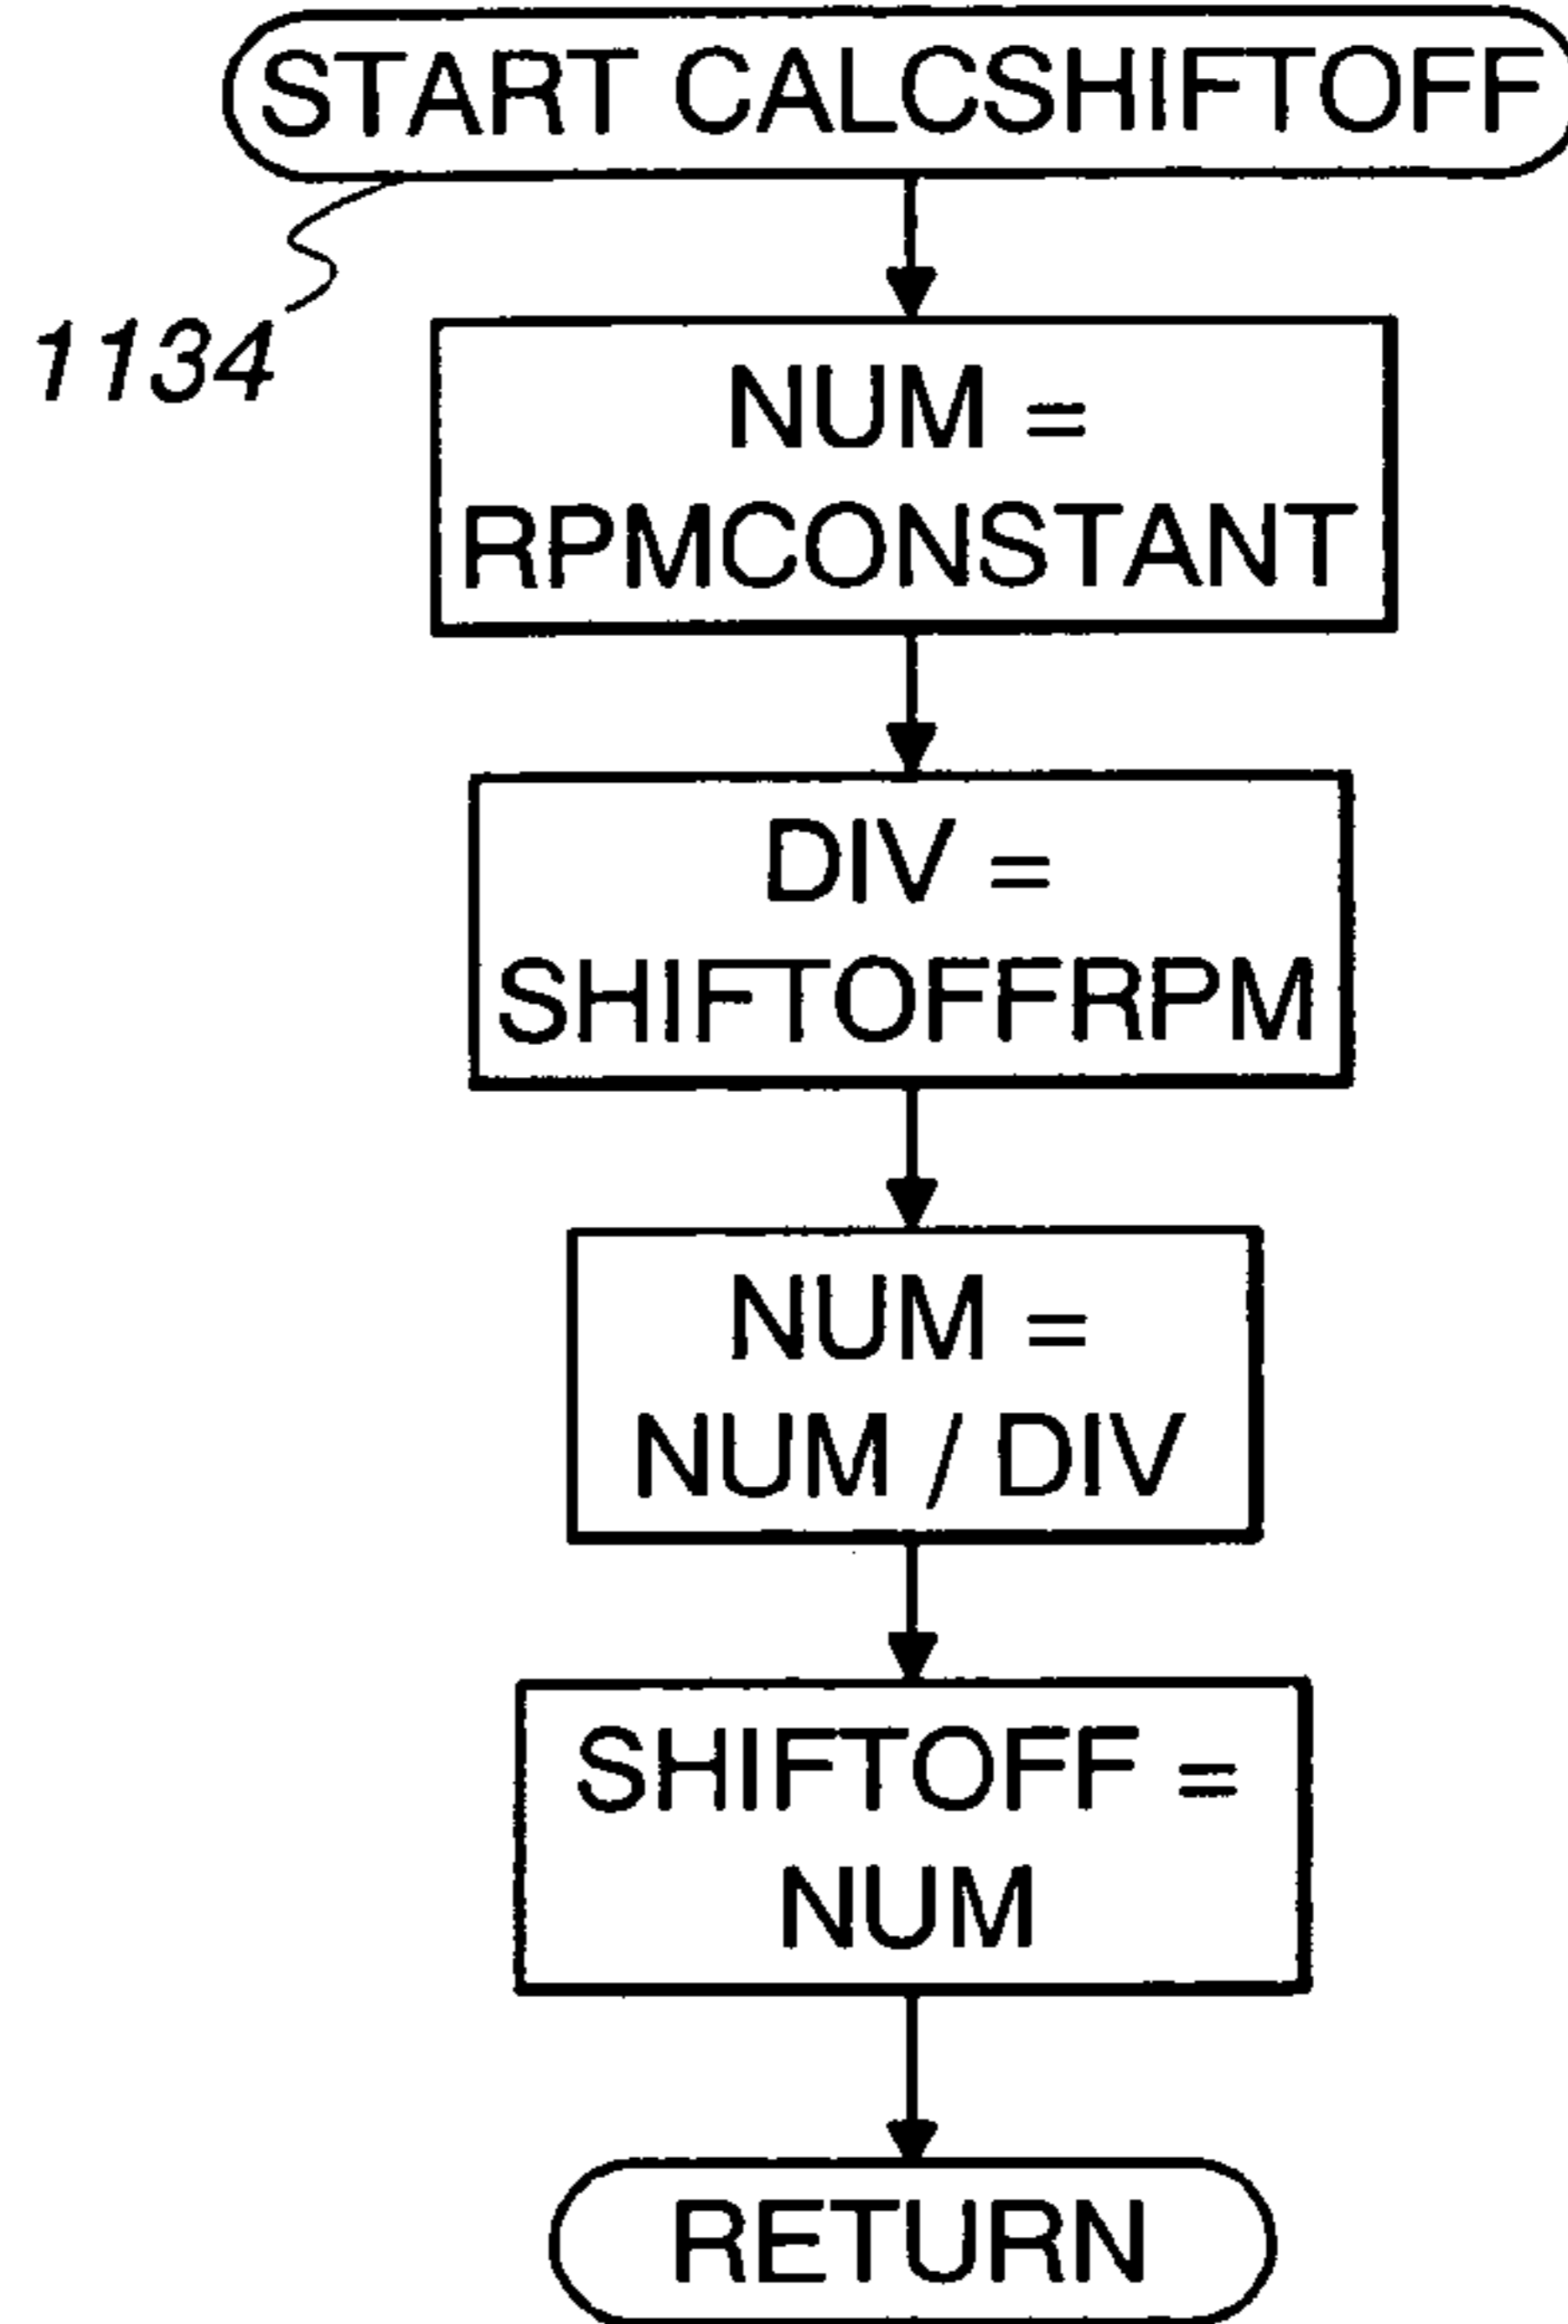 START CALCSHIFTOFF
1134
NUM =
RPMCONSTANT
DIV =
SHIFTOFFRPM
NUM =
NUM / DIV
SHIFTOFF =
NUM
RETURN